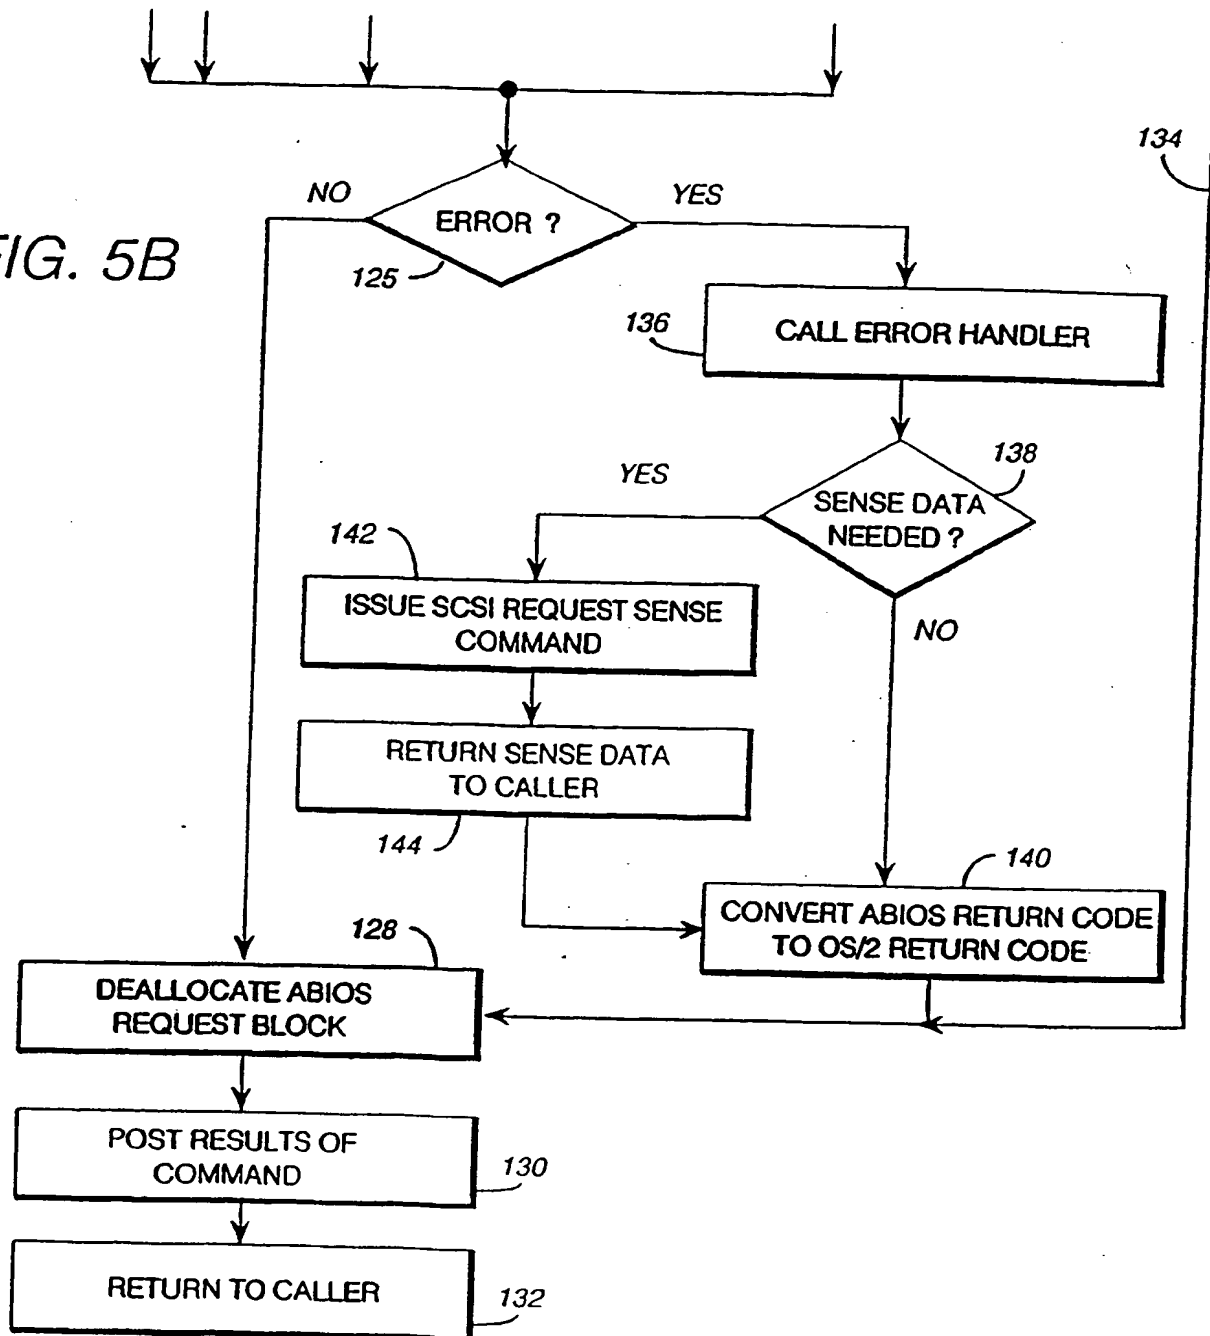 134
NO
YES
ERROR ?
125
FIG. 5B
136
CALL ERROR HANDLER
138
YES
SENSE DATA
NEEDED ?
142
ISSUE SCSI REQUEST SENSE
COMMAND
NO
RETURN SENSE DATA
TO CALLER
144
140
CONVERT ABIOS RETURN CODE
TO OS/2 RETURN CODE
128
DEALLOCATE ABIOS
REQUEST BLOCK
POST RESULTS OF
COMMAND
130
RETURN TO CALLER
132